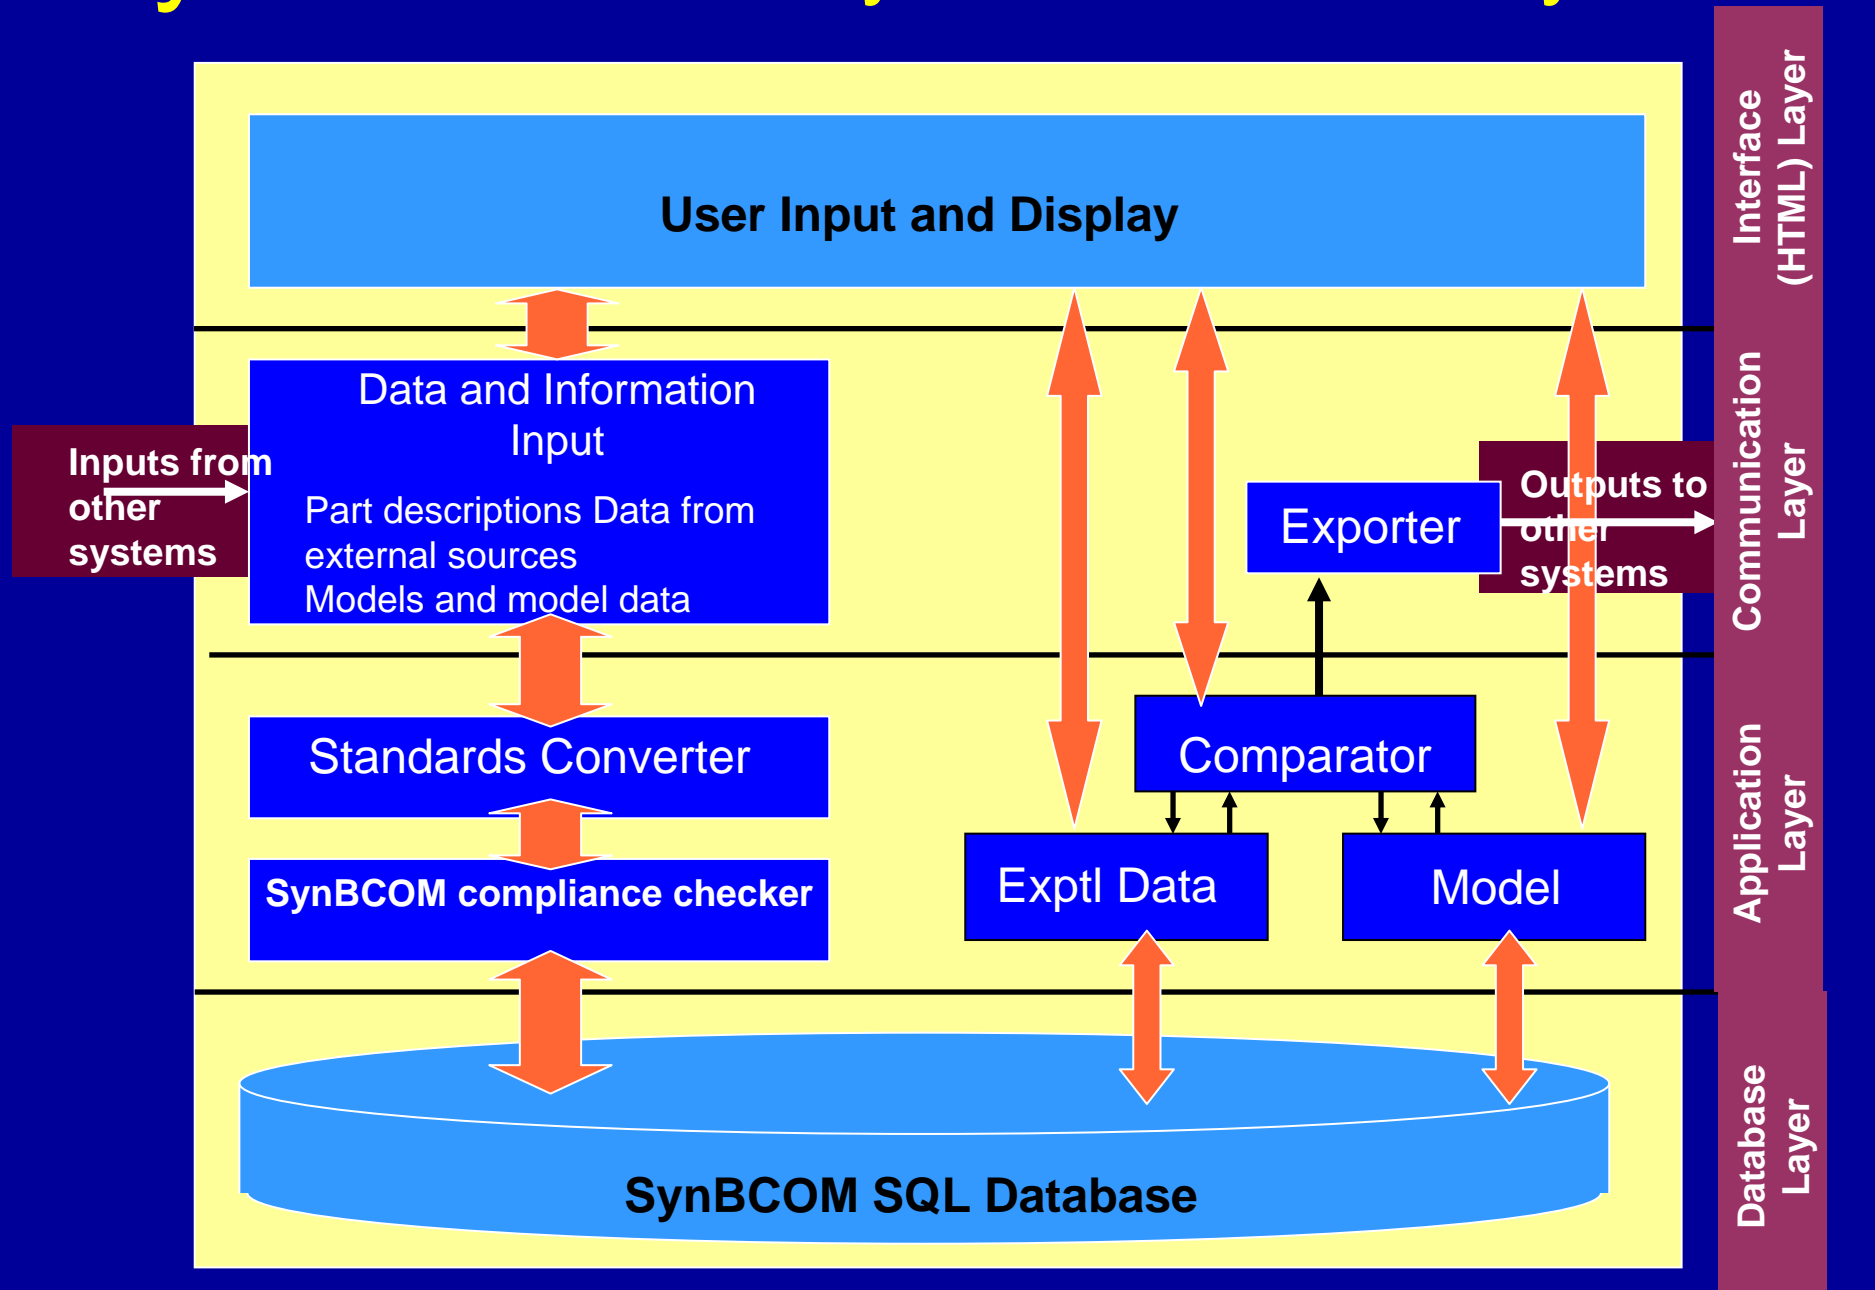 User Input and Display
Interface
(HTML) Layer
Data and Information
Input
Part descriptions Data from
external sources
Models and model data
Inputs from
other
systems
Exporter
Outputs to
other
systems
Communication
Layer
Standards Converter
SynBCOM compliance checker
Comparator
Exptl Data
Model
Application
Layer
SynBCOM SQL Database
Database
Layer